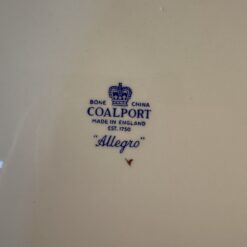 BONE CHINA
COALPORT
MADE IN ENGLAND
EST. 1750
"Allegro"